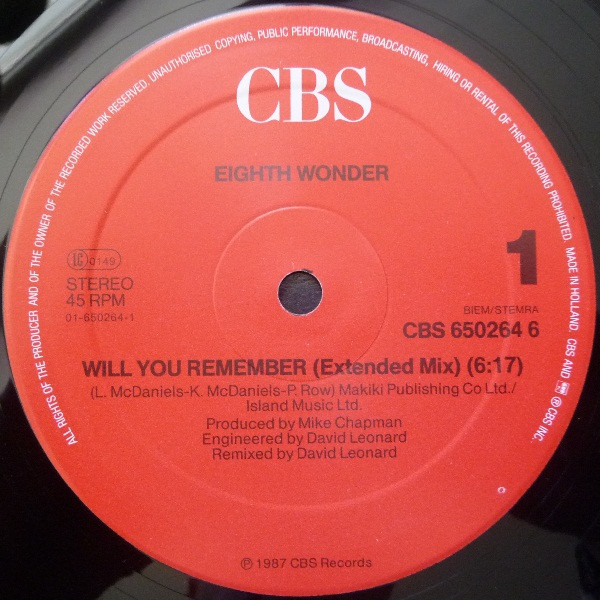 ALL RIGHTS OF THE PRODUCER AND OF THE OWNER OF THE RECORDED WORK RESERVED. UNAUTHORISED COPYING, PUBLIC PERFORMANCE, BROADCASTING, HIRING OR RENTAL OF THIS RECORDING PROHIBITED. MADE IN HOLLAND. CBS AND ℗ CBS INC.
CBS
EIGHTH WONDER
LC 0149
STEREO
45 RPM
01-650264-1
1
BIEM/STEMRA
CBS 650264 6
WILL YOU REMEMBER (Extended Mix) (6:17)
(L. McDaniels-K. McDaniels-P. Row) Makiki Publishing Co Ltd./
Island Music Ltd.
Produced by Mike Chapman
Engineered by David Leonard
Remixed by David Leonard
℗ 1987 CBS Records